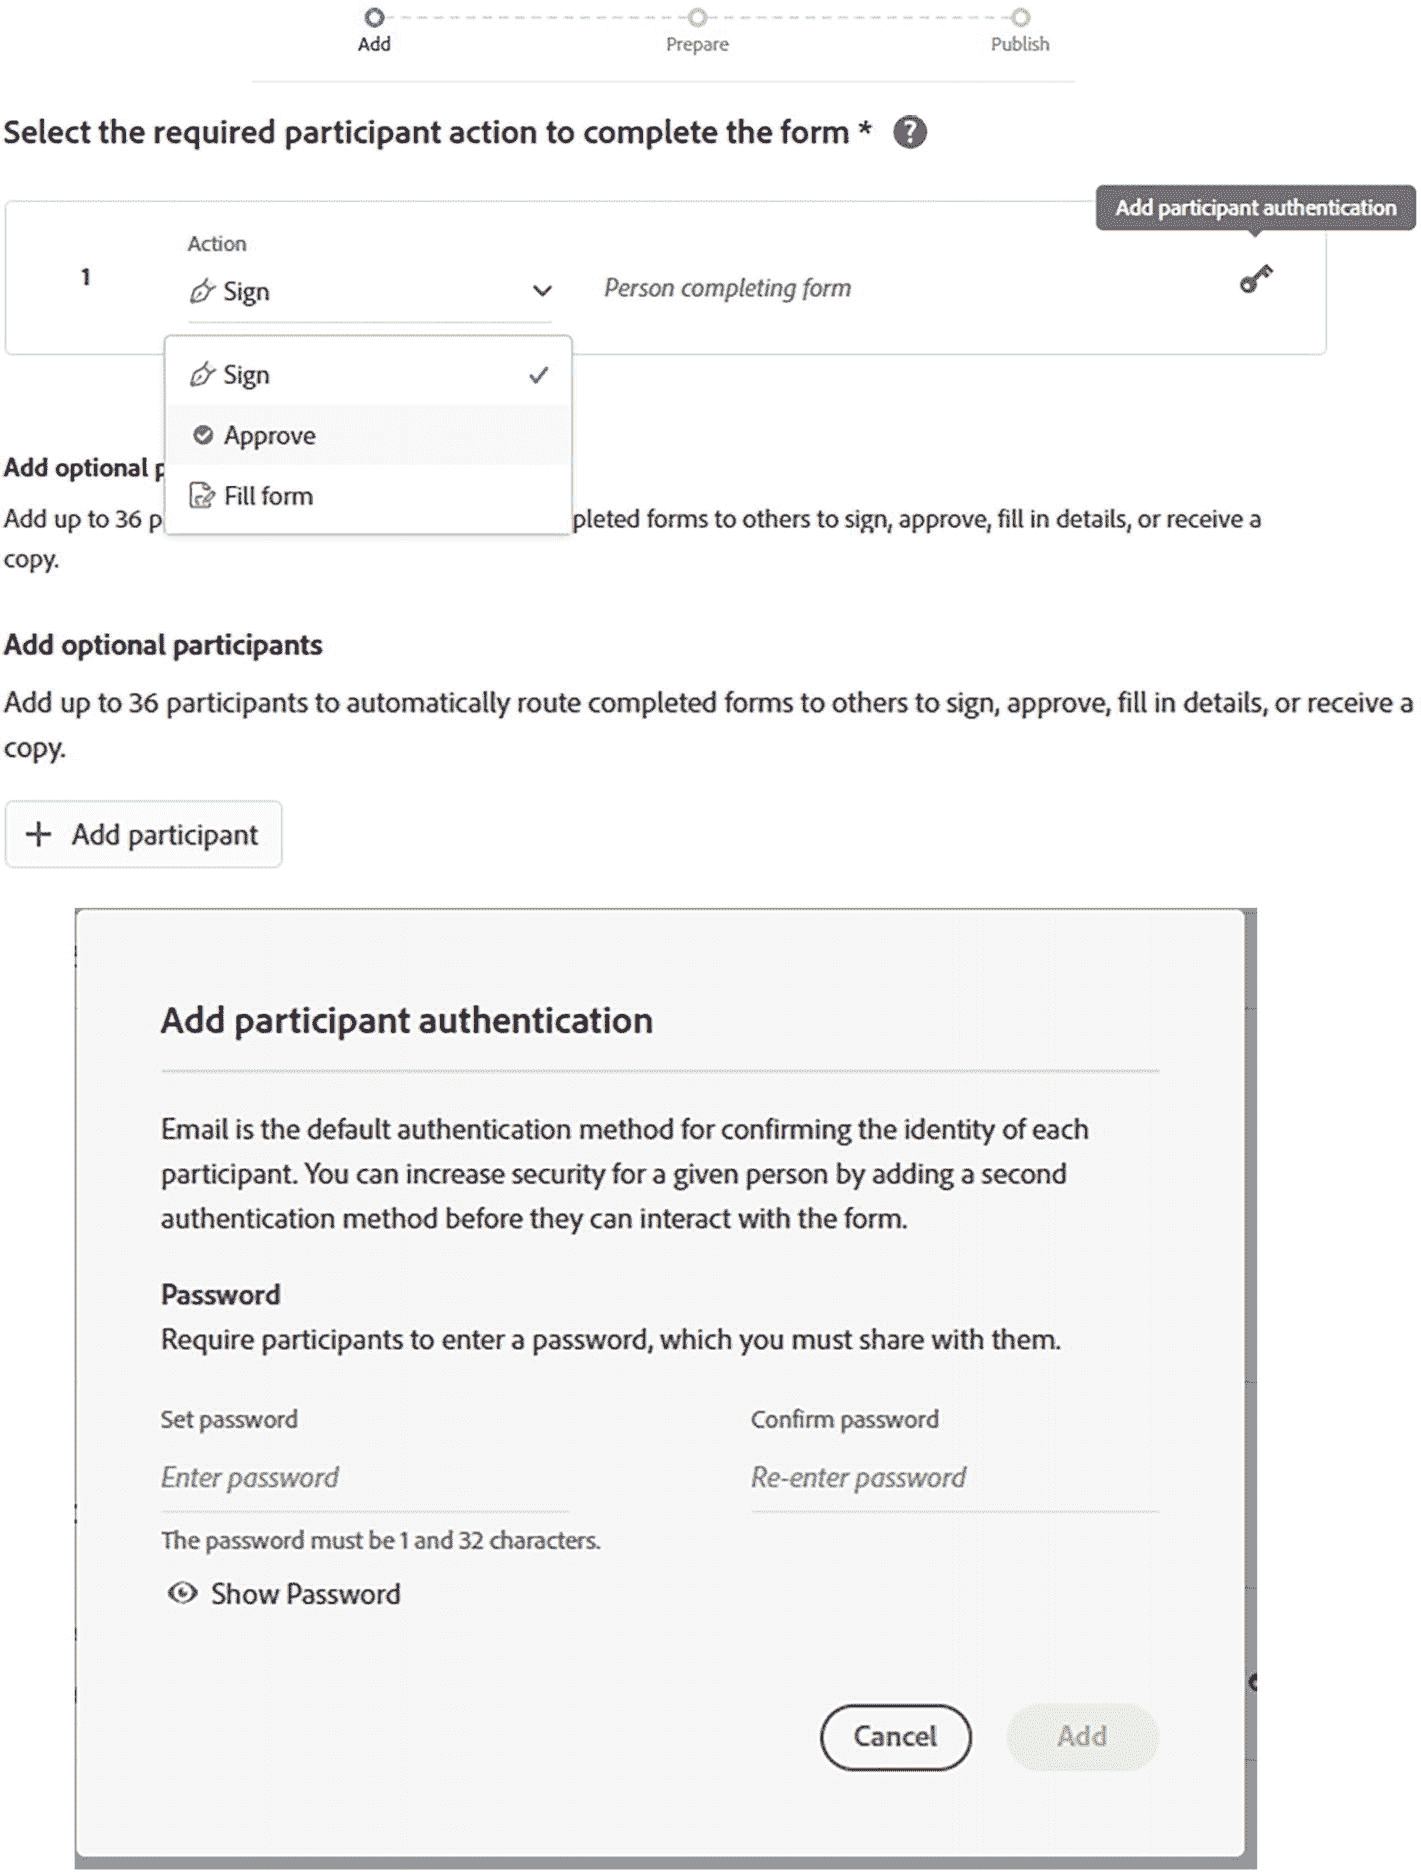 Add
Prepare
Publish
Select the required participant action to complete the form * ?
Add participant authentication
Action
1
Sign
Person completing form
Sign
Approve
Fill form
Add optional p
Add up to 36 p pleted forms to others to sign, approve, fill in details, or receive a
copy.
Add optional participants
Add up to 36 participants to automatically route completed forms to others to sign, approve, fill in details, or receive a
copy.
+ Add participant
Add participant authentication
Email is the default authentication method for confirming the identity of each
participant. You can increase security for a given person by adding a second
authentication method before they can interact with the form.
Password
Require participants to enter a password, which you must share with them.
Set password
Confirm password
Enter password
Re-enter password
The password must be 1 and 32 characters.
Show Password
Cancel
Add